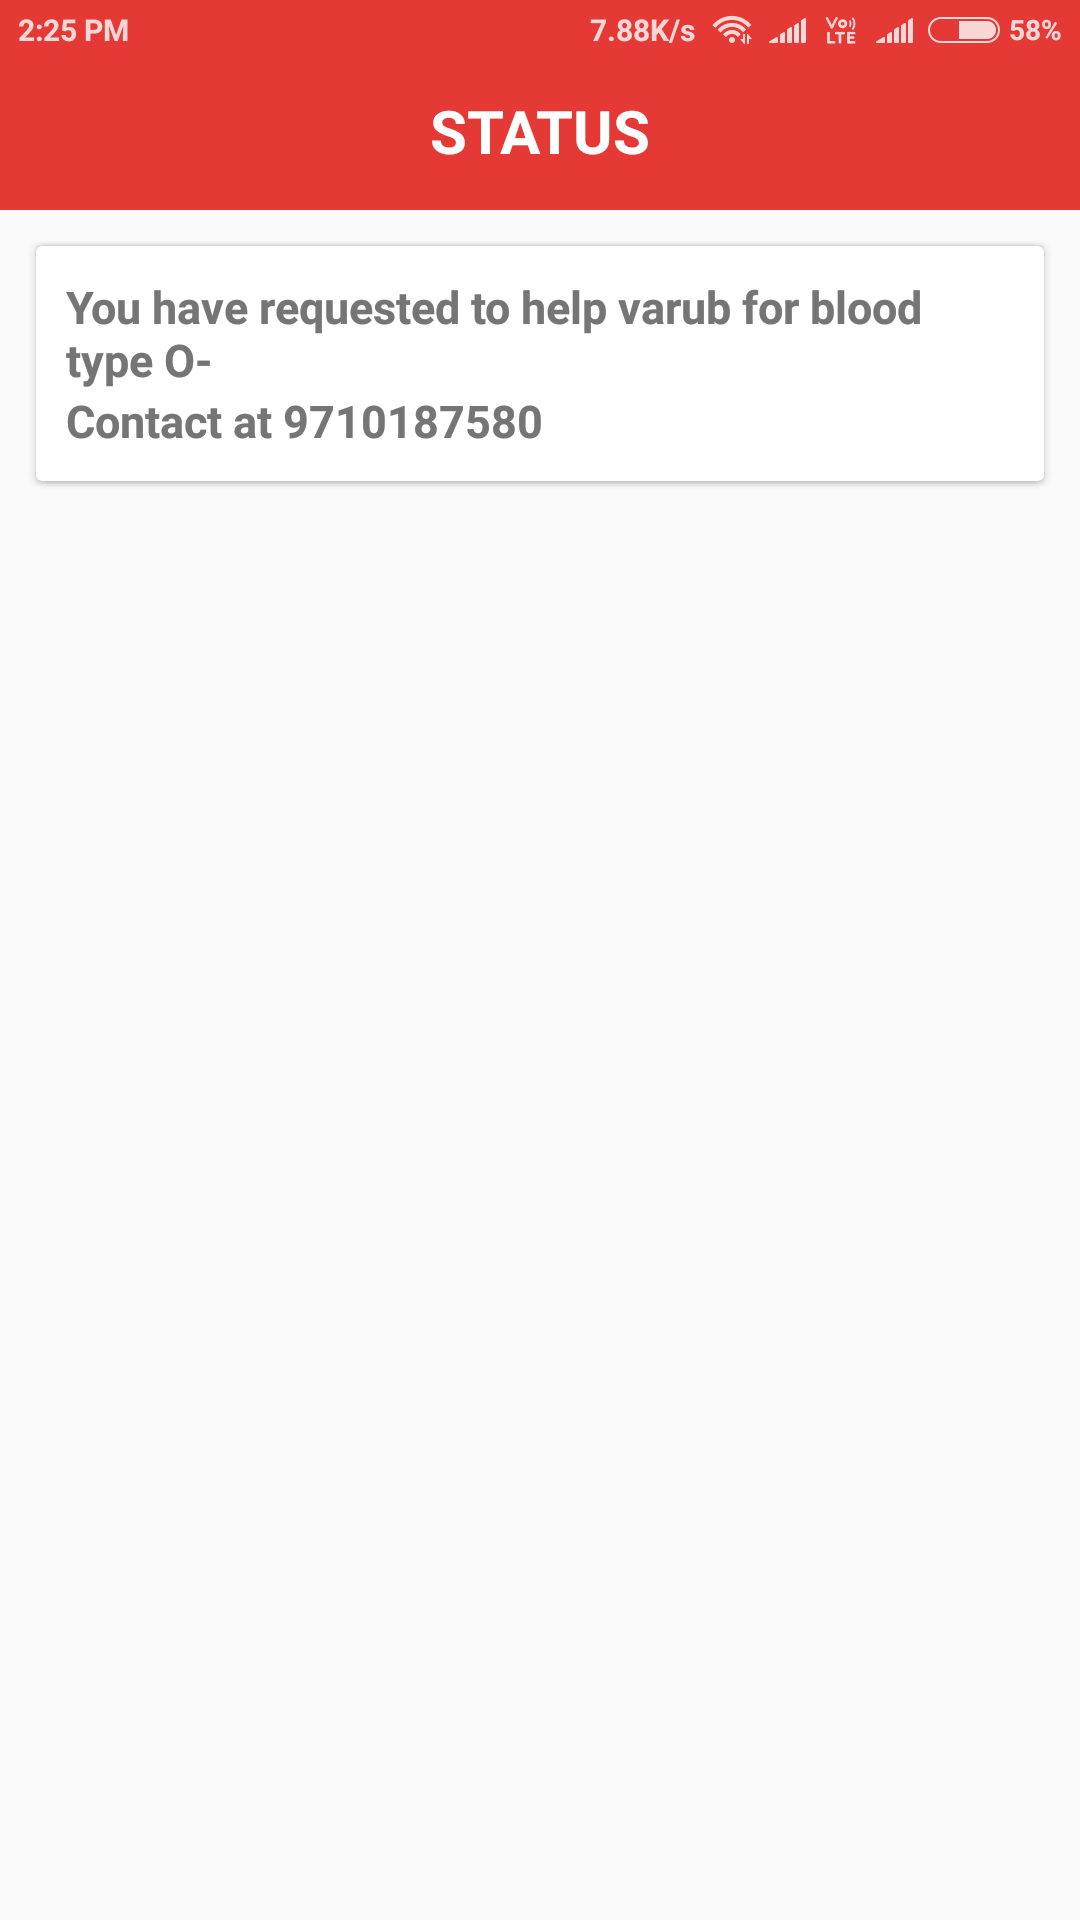 2:25 PM 7.88K/s Vo LTE 58%
STATUS
You have requested to help varub for blood
type O-
Contact at 9710187580